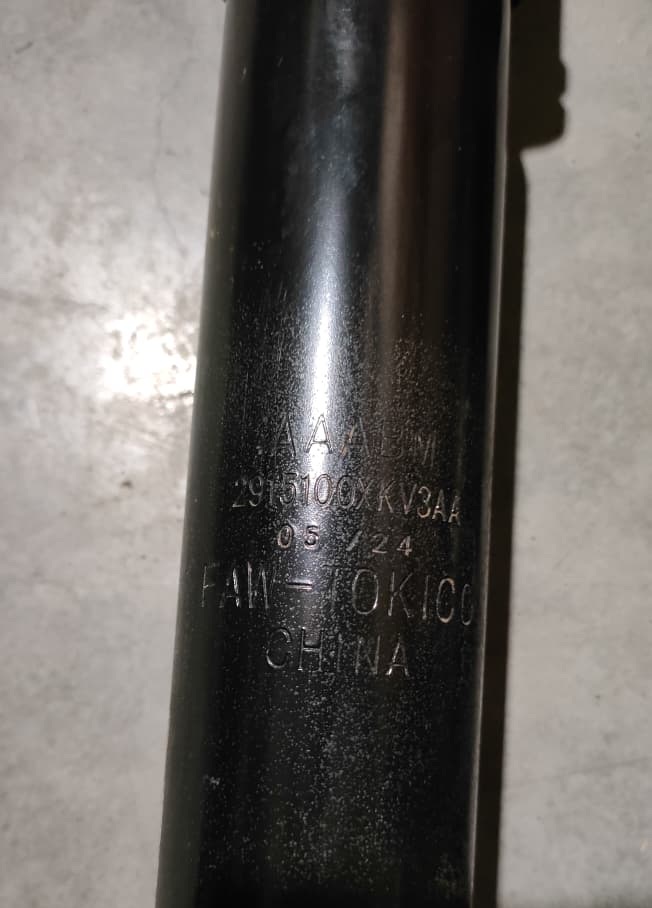 2915100XKV3AA
05/24
FAW-TOKICO
CHINA